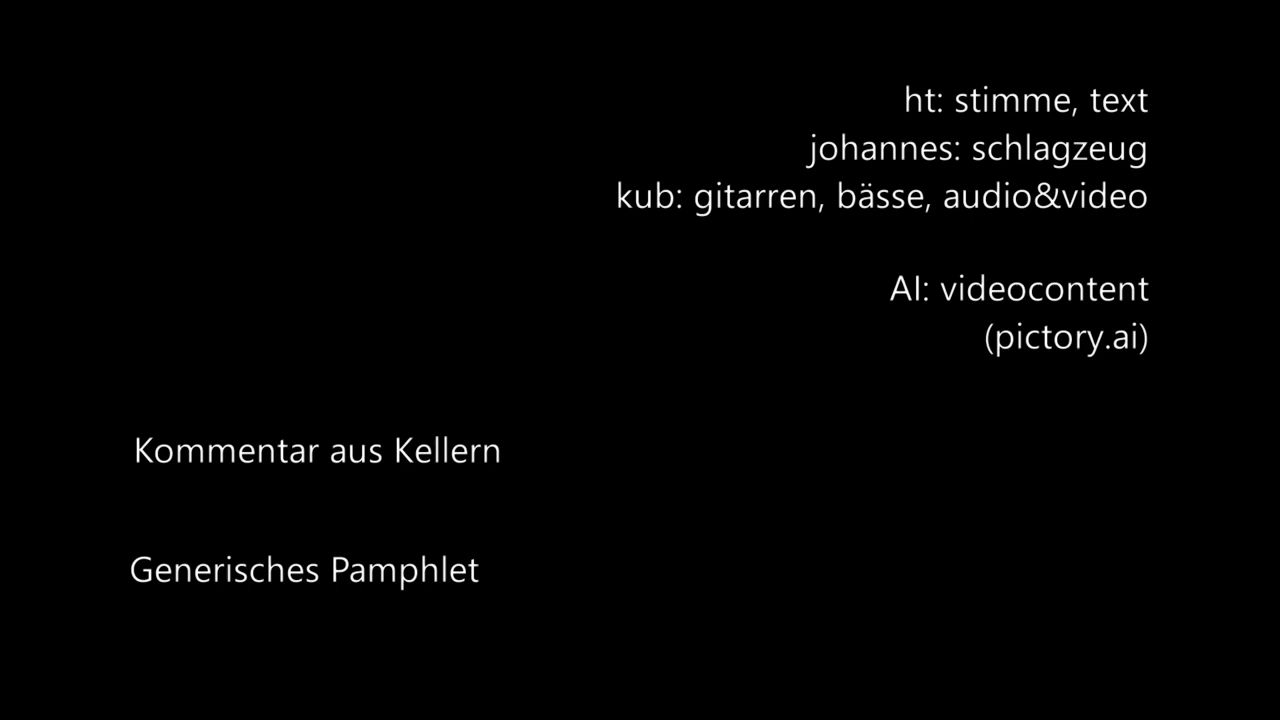 ht: stimme, text
johannes: schlagzeug
kub: gitarren, bässe, audio&video
AI: videocontent
(pictory.ai)
Kommentar aus Kellern
Generisches Pamphlet